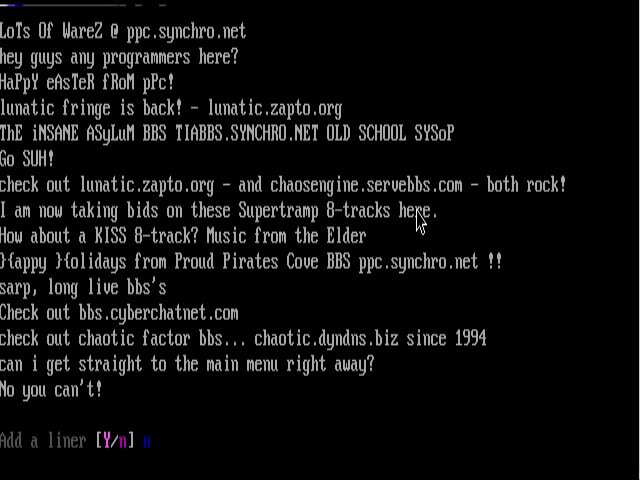 LoTs Of WareZ @ ppc.synchro.net
hey guys any programmers here?
HaPpY eAsTeR fRoM pPc!
lunatic fringe is back! - lunatic.zapto.org
ThE iNSANE ASyLuM BBS TIABBS.SYNCHRO.NET OLD SCHOOL SYSoP
Go SUH!
check out lunatic.zapto.org - and chaosengine.servebbs.com - both rock!
I am now taking bids on these Supertramp 8-tracks here.
How about a KISS 8-track? Music from the Elder
}{appy }{olidays from Proud Pirates Cove BBS ppc.synchro.net !!
sarp, long live bbs's
Check out bbs.cyberchatnet.com
check out chaotic factor bbs... chaotic.dyndns.biz since 1994
can i get straight to the main menu right away?
No you can't!
Add a liner [Y/n] n